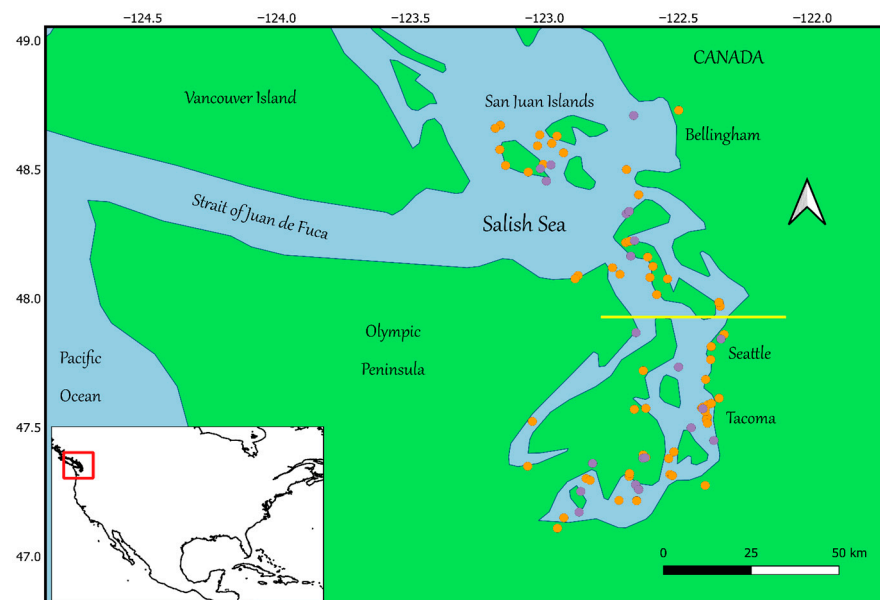 −124.5 −124.0 −123.5 −123.0 −122.5 −122.0
49.0
CANADA
Vancouver Island
San Juan Islands
Bellingham
48.5
Strait of Juan de Fuca
Salish Sea
48.0
Olympic
Peninsula
Seattle
Pacific
Ocean
47.5
Tacoma
47.0
0 25 50 km